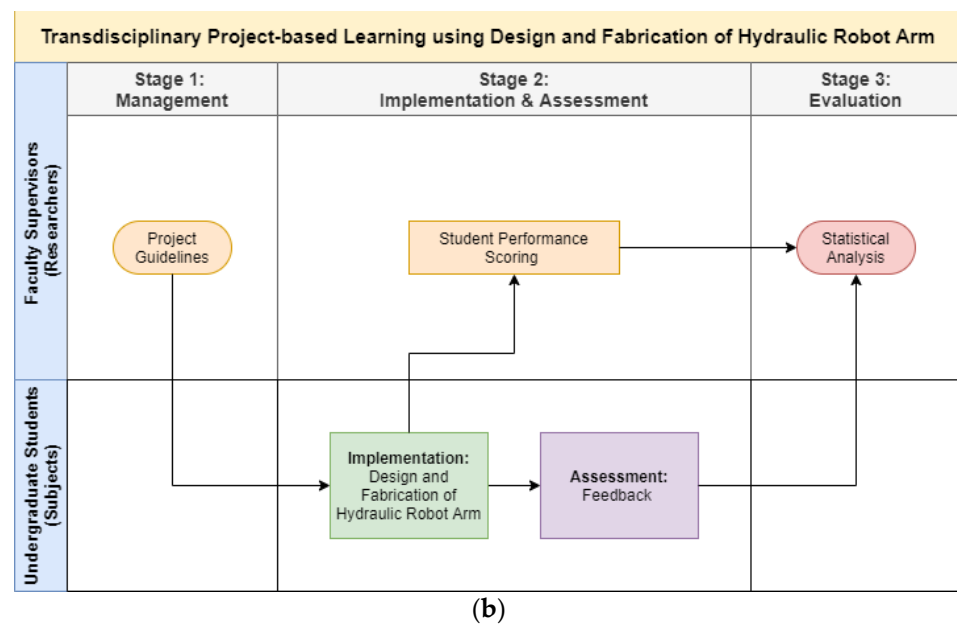 Transdisciplinary Project-based Learning using Design and Fabrication of Hydraulic Robot Arm
Stage 1:
Management
Stage 2:
Implementation & Assessment
Stage 3:
Evaluation
Faculty Supervisors
(Researchers)
Project
Guidelines
Student Performance
Scoring
Statistical
Analysis
Undergraduate Students
(Subjects)
Implementation:
Design and
Fabrication of
Hydraulic Robot Arm
Assessment:
Feedback
(b)